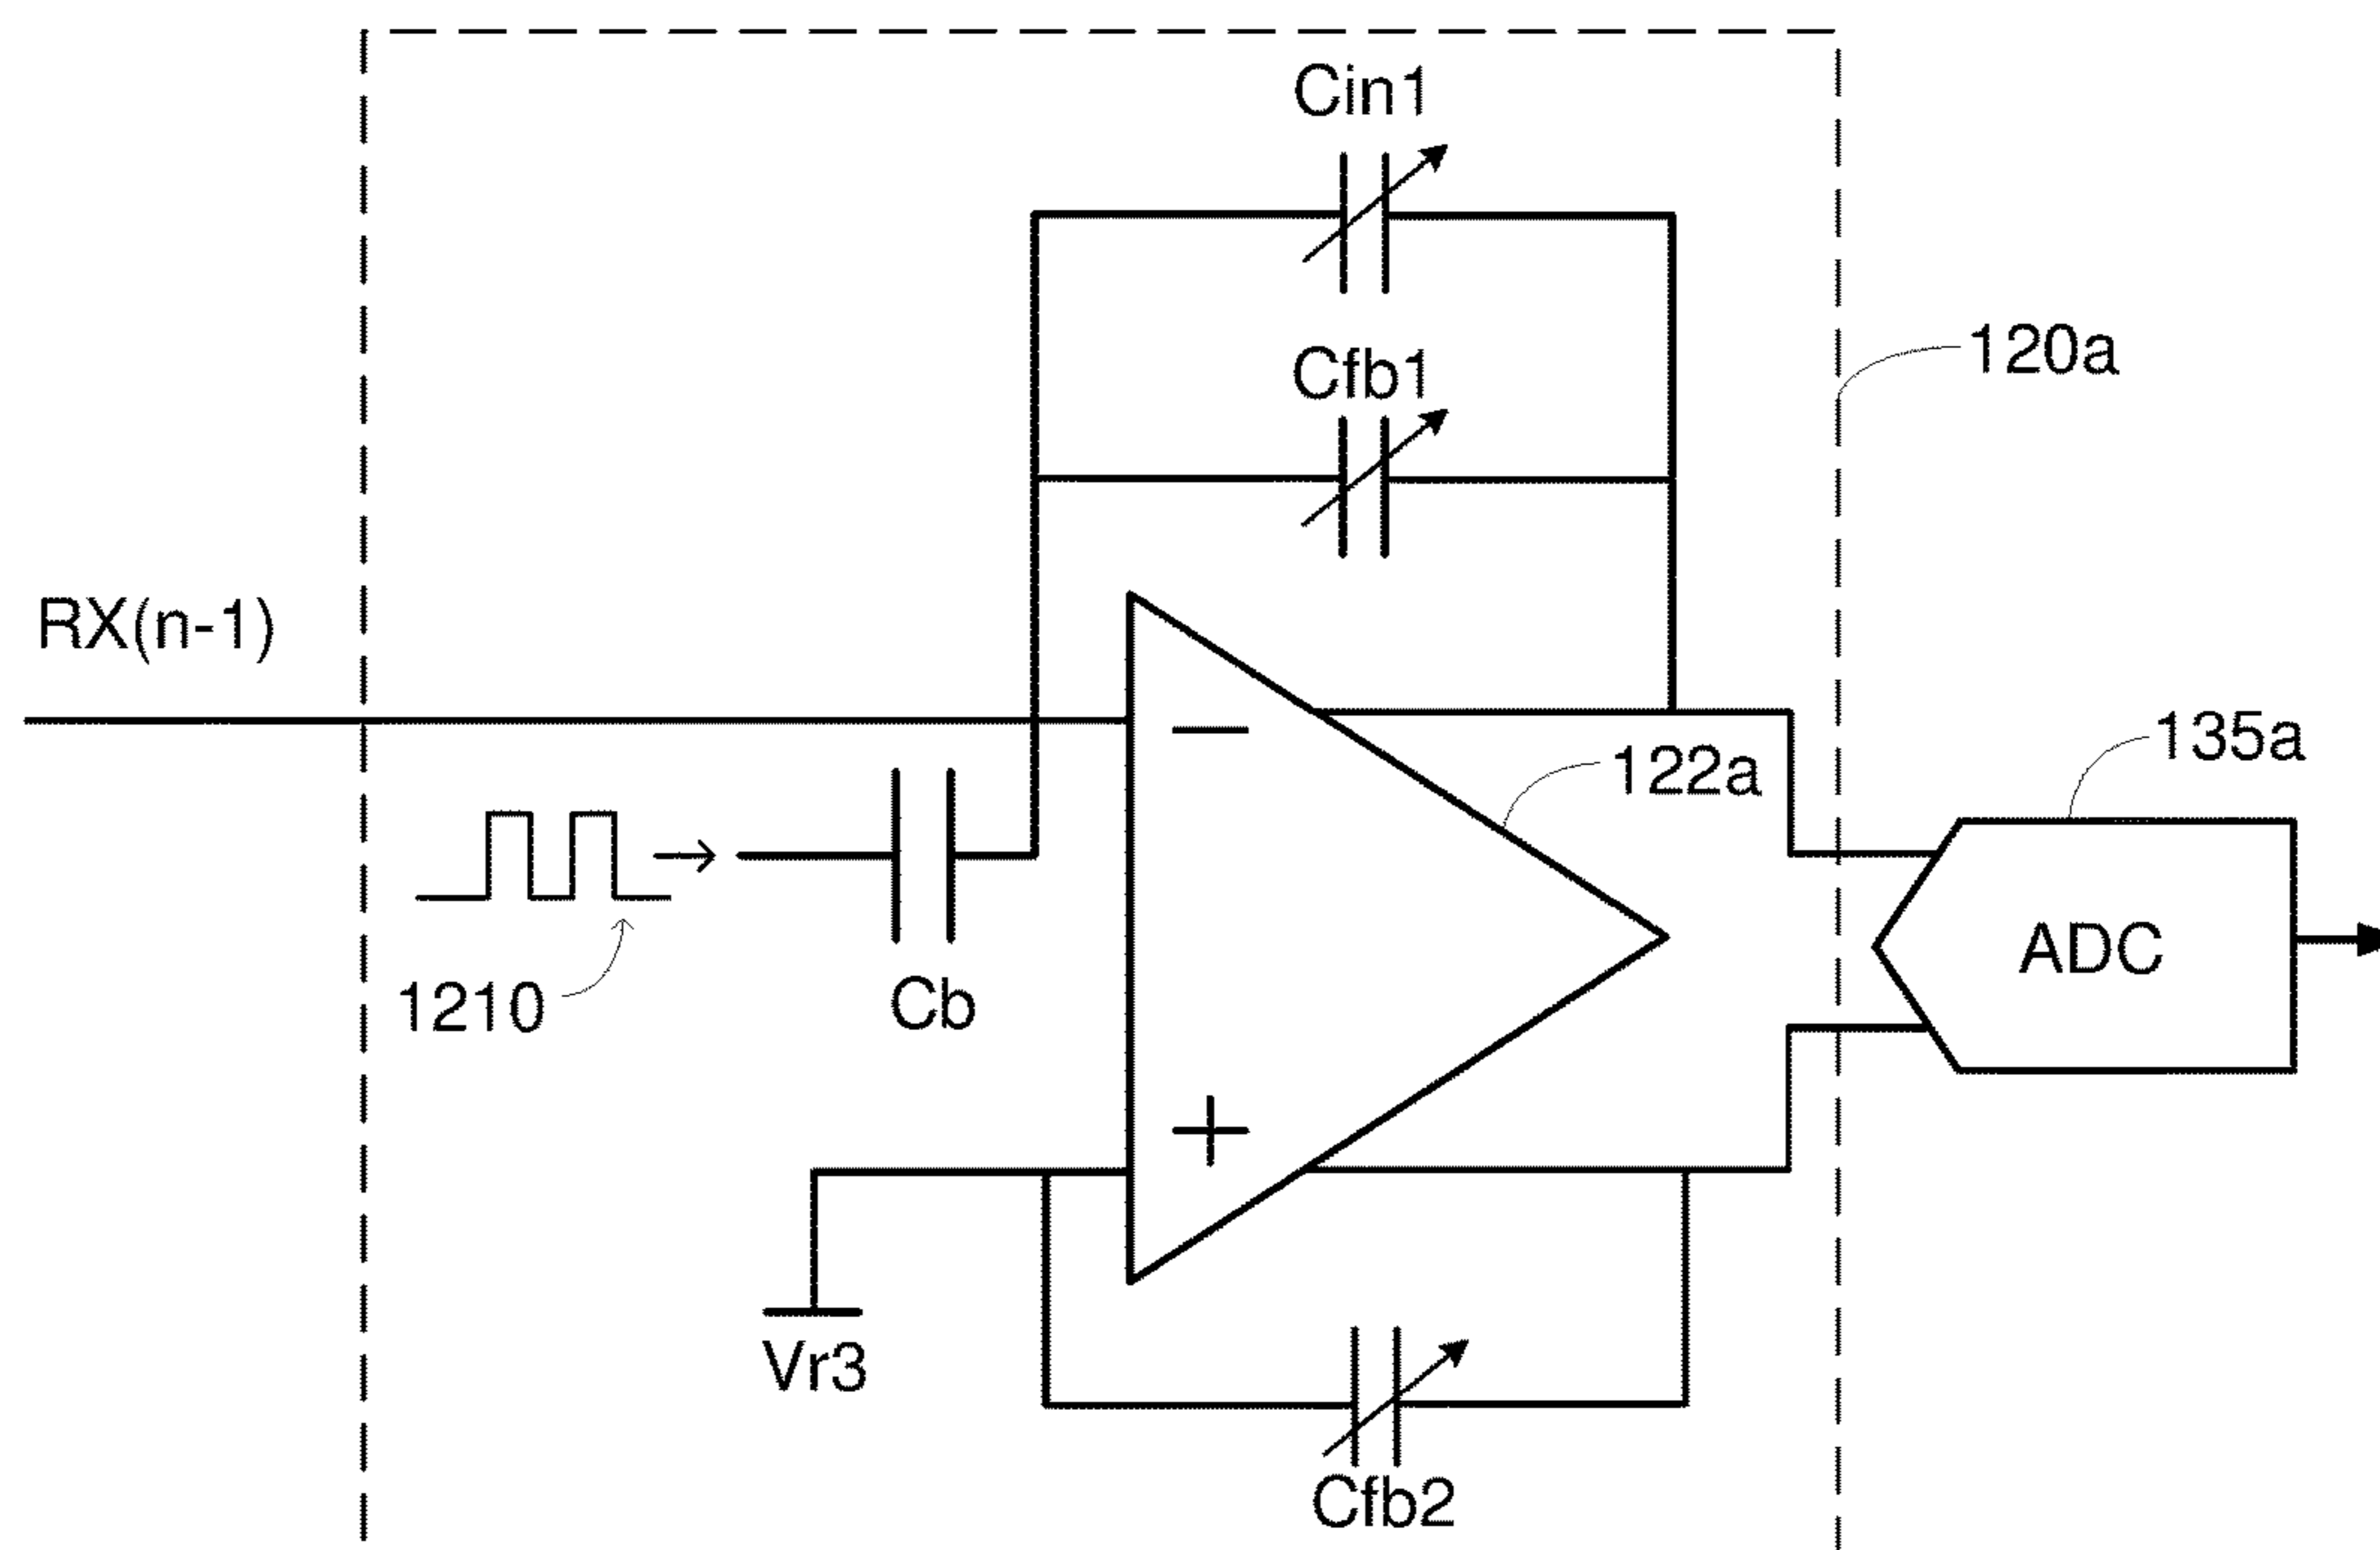 Cin1
Cfb1
120a
RX(n-1)
135a
122a
ADC
1210
Cb
Vr3
Cfb2